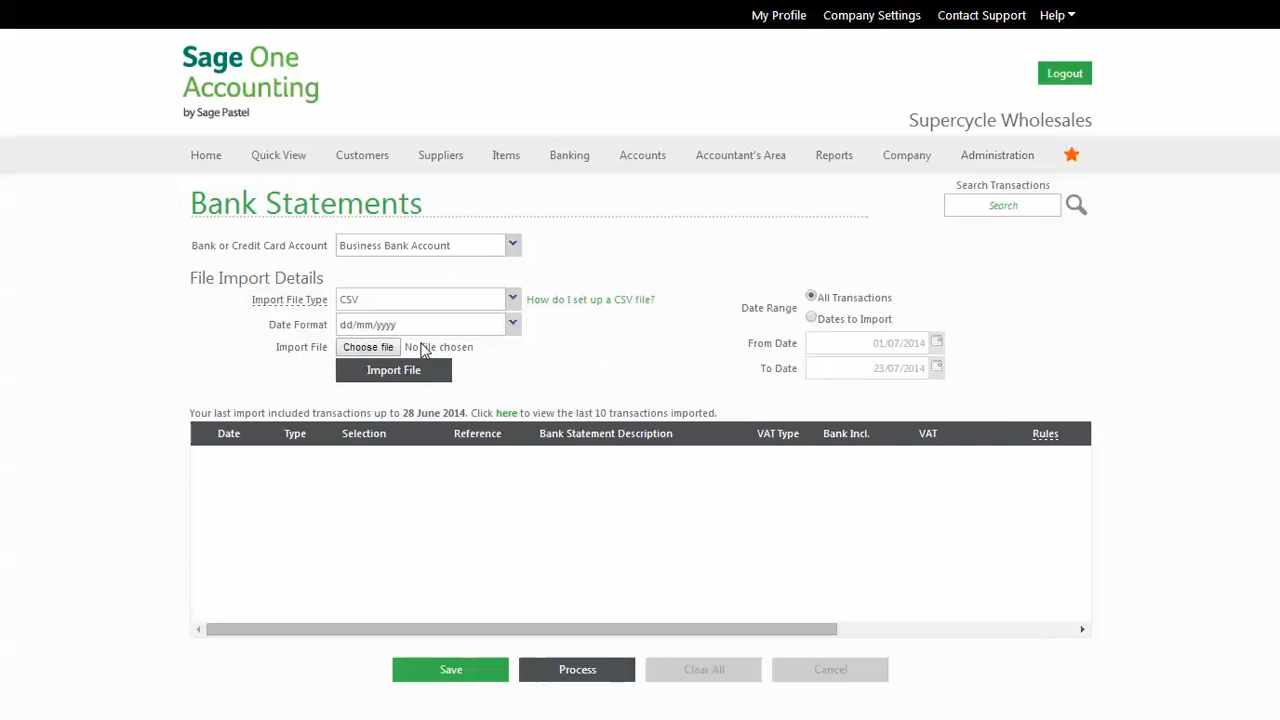 My Profile Company Settings Contact Support Help
Sage One
Accounting
by Sage Pastel
Logout
Supercycle Wholesales
Home Quick View Customers Suppliers Items Banking Accounts Accountant's Area Reports Company Administration
Bank Statements
Search Transactions
Search
Bank or Credit Card Account Business Bank Account
File Import Details
Import File Type CSV How do I set up a CSV file?
Date Format dd/mm/yyyy
Import File Choose file No file chosen
Import File
Date Range All Transactions
Dates to Import
From Date 01/07/2014
To Date 23/07/2014
Your last import included transactions up to 28 June 2014. Click here to view the last 10 transactions imported.
Date Type Selection Reference Bank Statement Description VAT Type Bank Incl. VAT Rules
Save Process Clear All Cancel